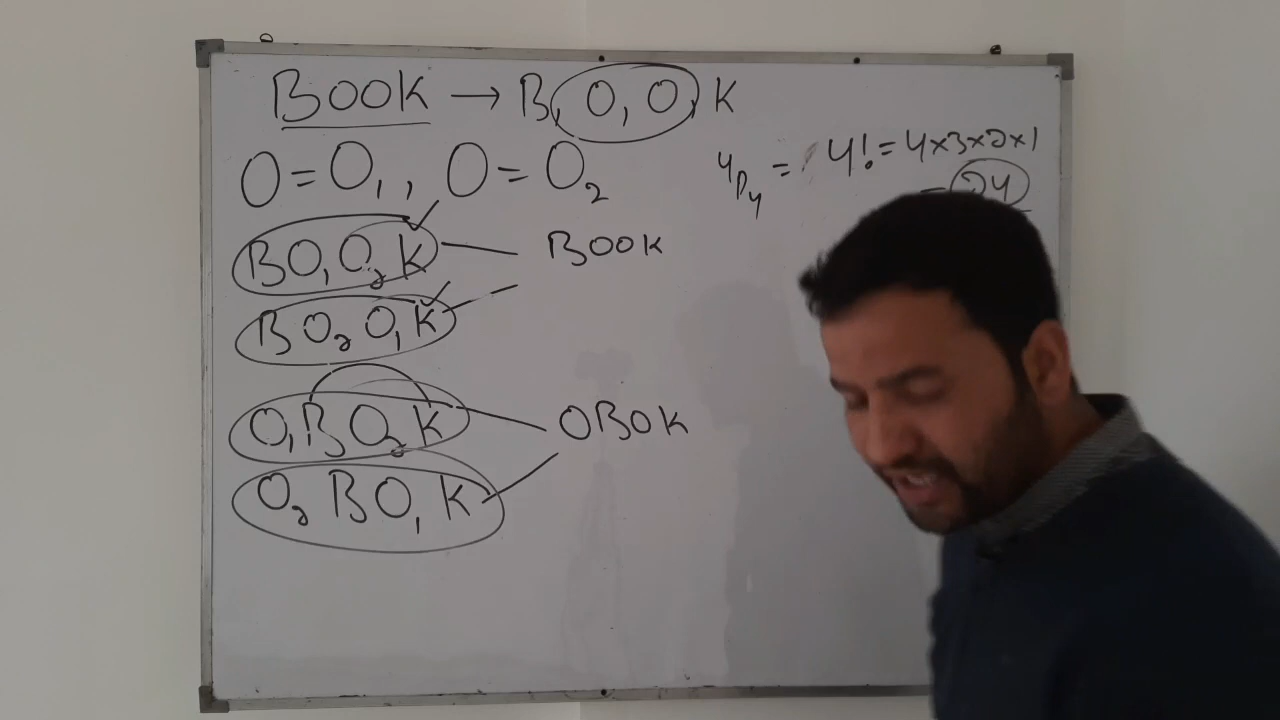 BOOK → B, O, O, K
O = O₁, O = O₂
⁴P₄ = 4! = 4×3×2×1
= 24
BO₁O₂K
BOOK
BO₂O₁K
O₁BO₂K
OBOK
O₂BO₁K